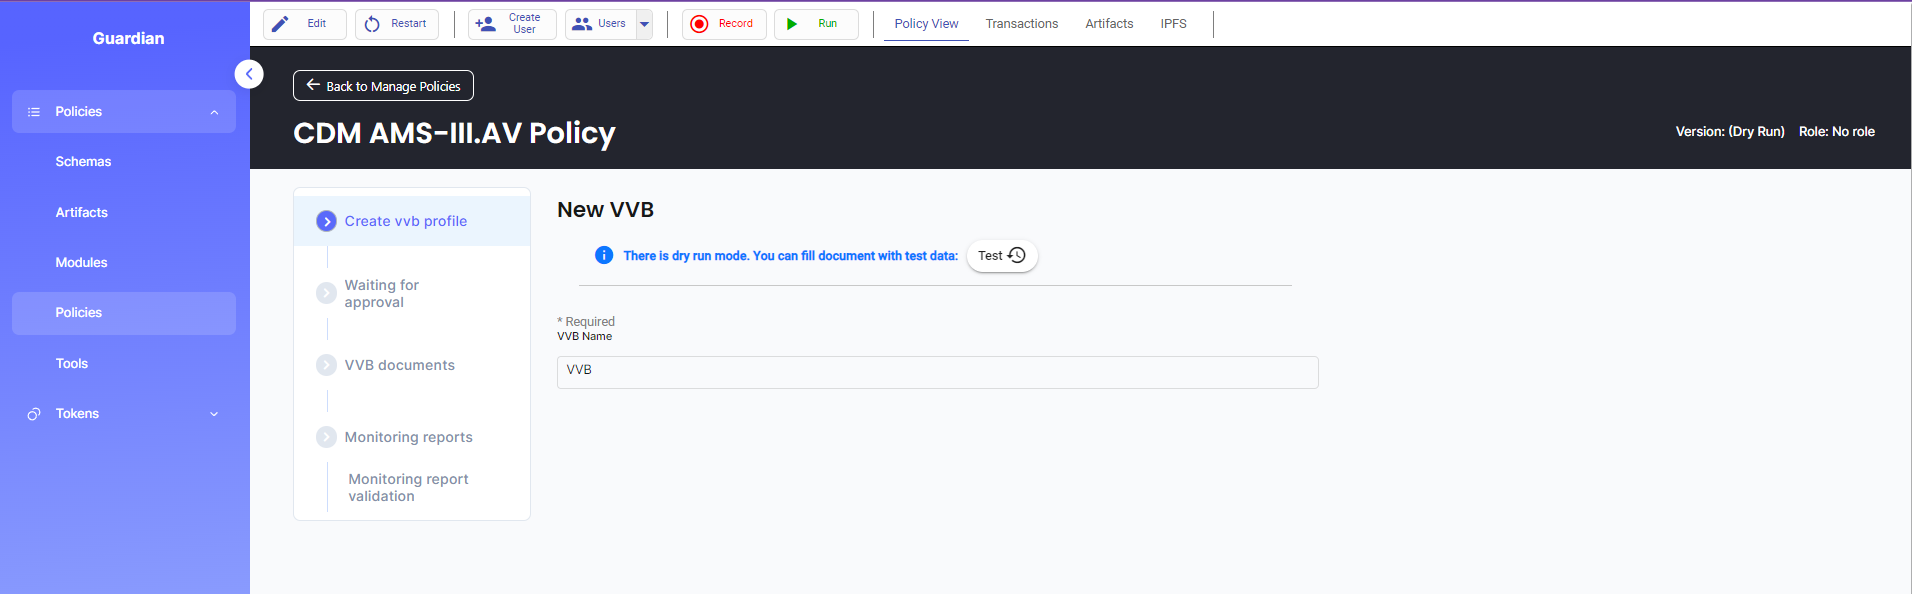 Guardian
Policies
Schemas
Artifacts
Modules
Policies
Tools
Tokens
Edit
Restart
Create
User
Users
Record
Run
Policy View
Transactions
Artifacts
IPFS
Back to Manage Policies
CDM AMS-III.AV Policy
Version: (Dry Run) Role: No role
Create vvb profile
Waiting for
approval
VVB documents
Monitoring reports
Monitoring report
validation
New VVB
There is dry run mode. You can fill document with test data:
Test
* Required
VVB Name
VVB